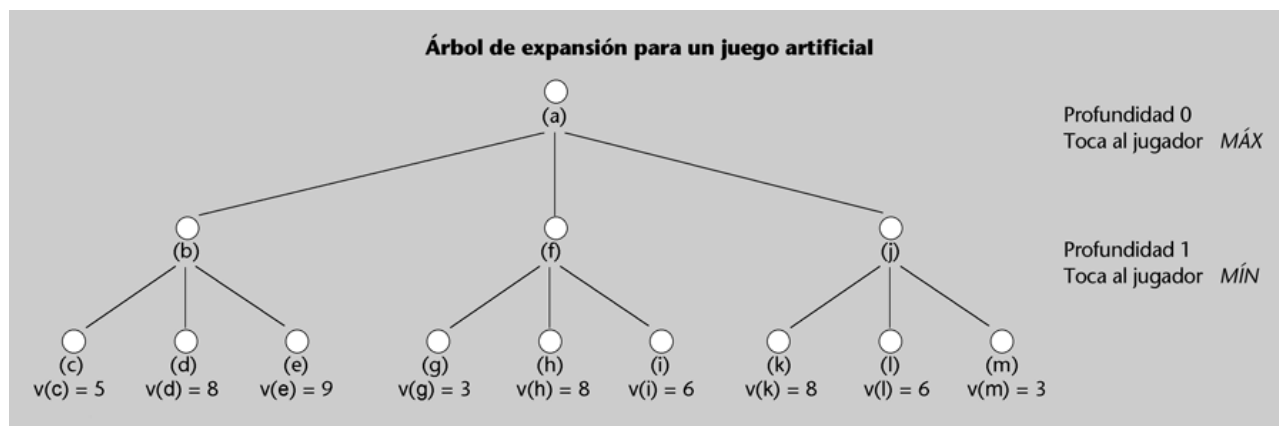 Árbol de expansión para un juego artificial
(a)
Profundidad 0
Toca al jugador MÁX
(b) (f) (j)
Profundidad 1
Toca al jugador MÍN
(c) (d) (e) (g) (h) (i) (k) (l) (m)
v(c) = 5 v(d) = 8 v(e) = 9 v(g) = 3 v(h) = 8 v(i) = 6 v(k) = 8 v(l) = 6 v(m) = 3